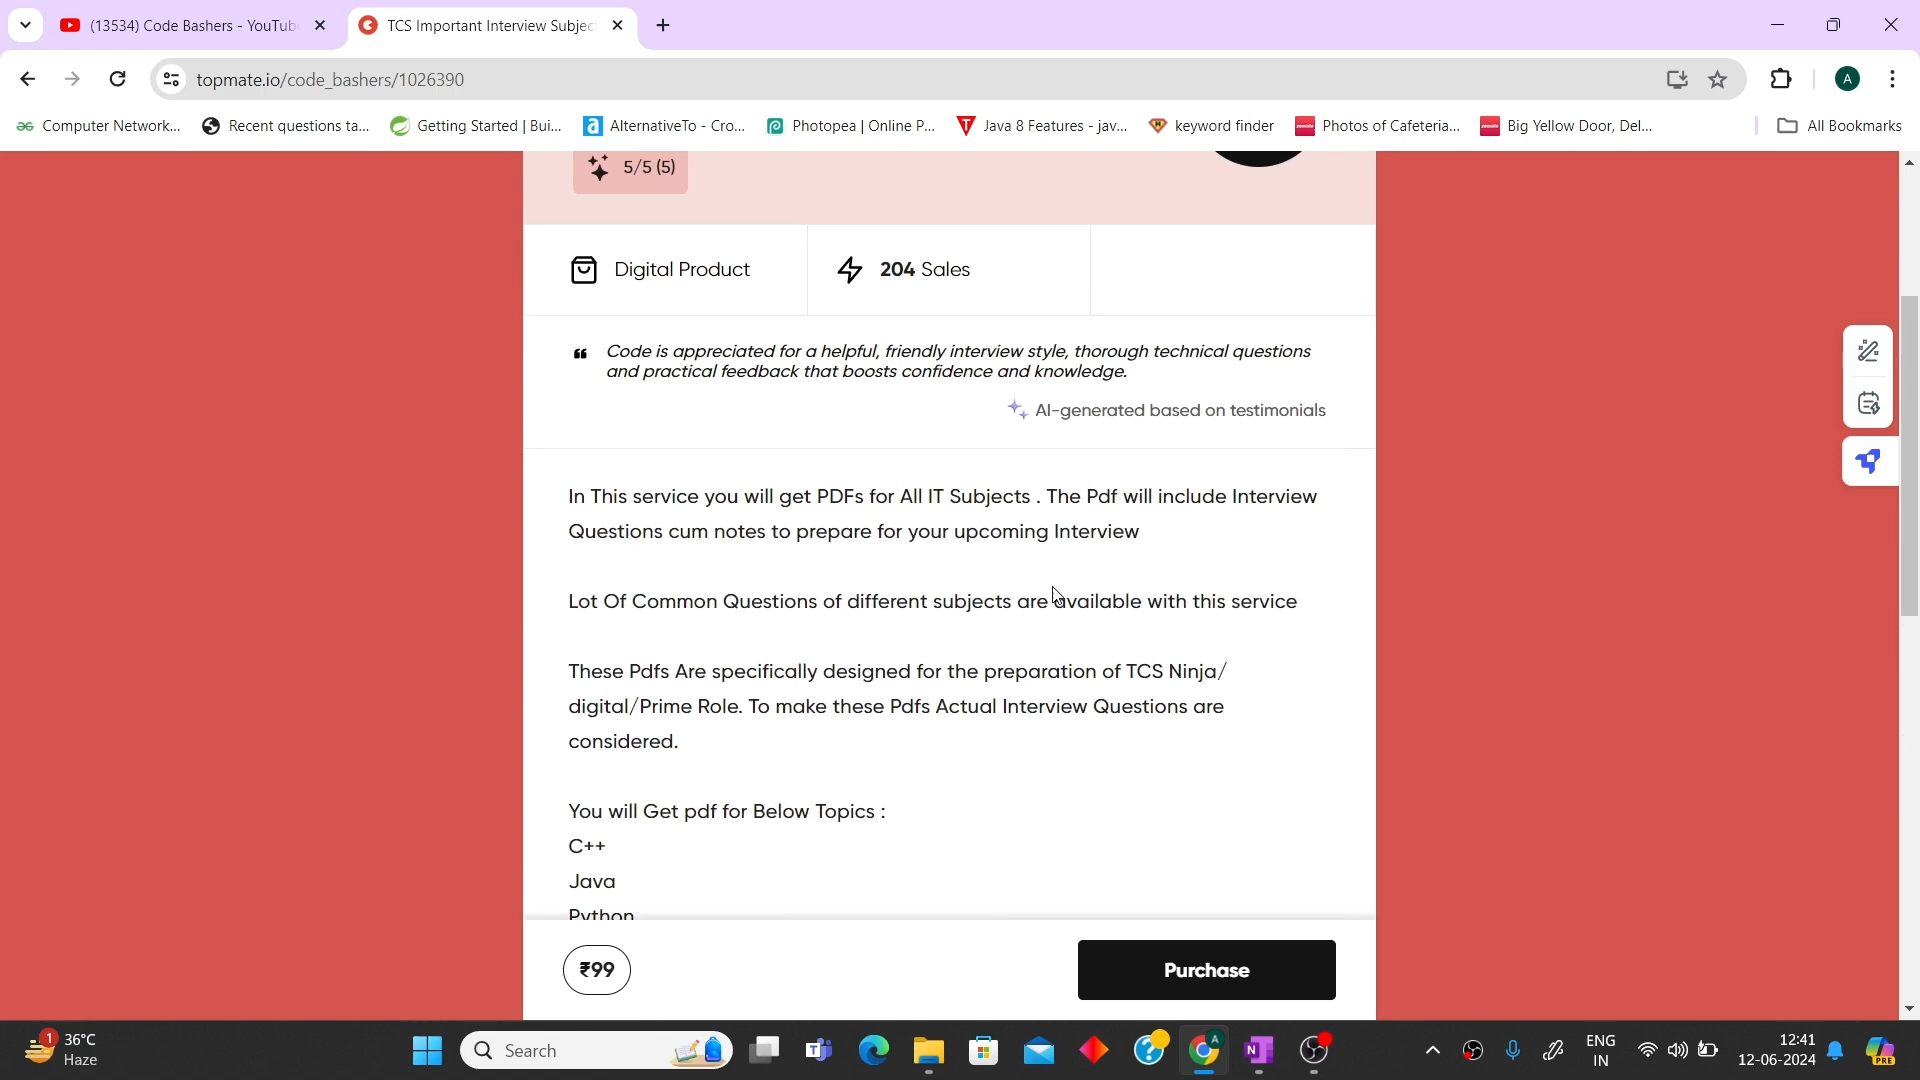 (13534) Code Bashers - YouTub
TCS Important Interview Subjec
topmate.io/code_bashers/1026390
A
Computer Network...
Recent questions ta...
Getting Started | Bui...
AlternativeTo - Cro...
Photopea | Online P...
Java 8 Features - jav...
keyword finder
Photos of Cafeteria...
Big Yellow Door, Del...
All Bookmarks
5/5 (5)
Digital Product
204 Sales
“ Code is appreciated for a helpful, friendly interview style, thorough technical questions
and practical feedback that boosts confidence and knowledge.
AI-generated based on testimonials
In This service you will get PDFs for All IT Subjects . The Pdf will include Interview
Questions cum notes to prepare for your upcoming Interview
Lot Of Common Questions of different subjects are available with this service
These Pdfs Are specifically designed for the preparation of TCS Ninja/
digital/Prime Role. To make these Pdfs Actual Interview Questions are
considered.
You will Get pdf for Below Topics :
C++
Java
Python
₹99
Purchase
1
36°C
Haze
Search
A
ENG
IN
12:41
12-06-2024
PRE